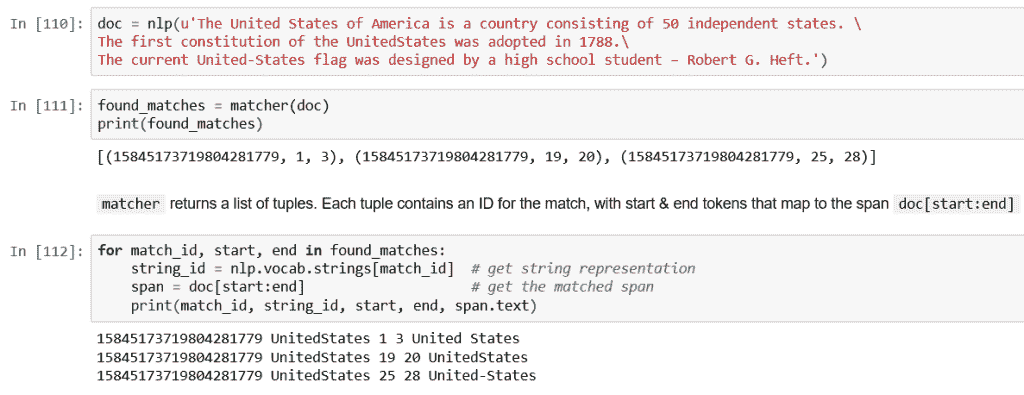 In [110]: doc = nlp(u'The United States of America is a country consisting of 50 independent states. \
The first constitution of the UnitedStates was adopted in 1788.\
The current United-States flag was designed by a high school student – Robert G. Heft.')
In [111]: found_matches = matcher(doc)
print(found_matches)
[(15845173719804281779, 1, 3), (15845173719804281779, 19, 20), (15845173719804281779, 25, 28)]
matcher returns a list of tuples. Each tuple contains an ID for the match, with start & end tokens that map to the span doc[start:end]
In [112]: for match_id, start, end in found_matches:
    string_id = nlp.vocab.strings[match_id]  # get string representation
    span = doc[start:end]                    # get the matched span
    print(match_id, string_id, start, end, span.text)
15845173719804281779 UnitedStates 1 3 United States
15845173719804281779 UnitedStates 19 20 UnitedStates
15845173719804281779 UnitedStates 25 28 United-States